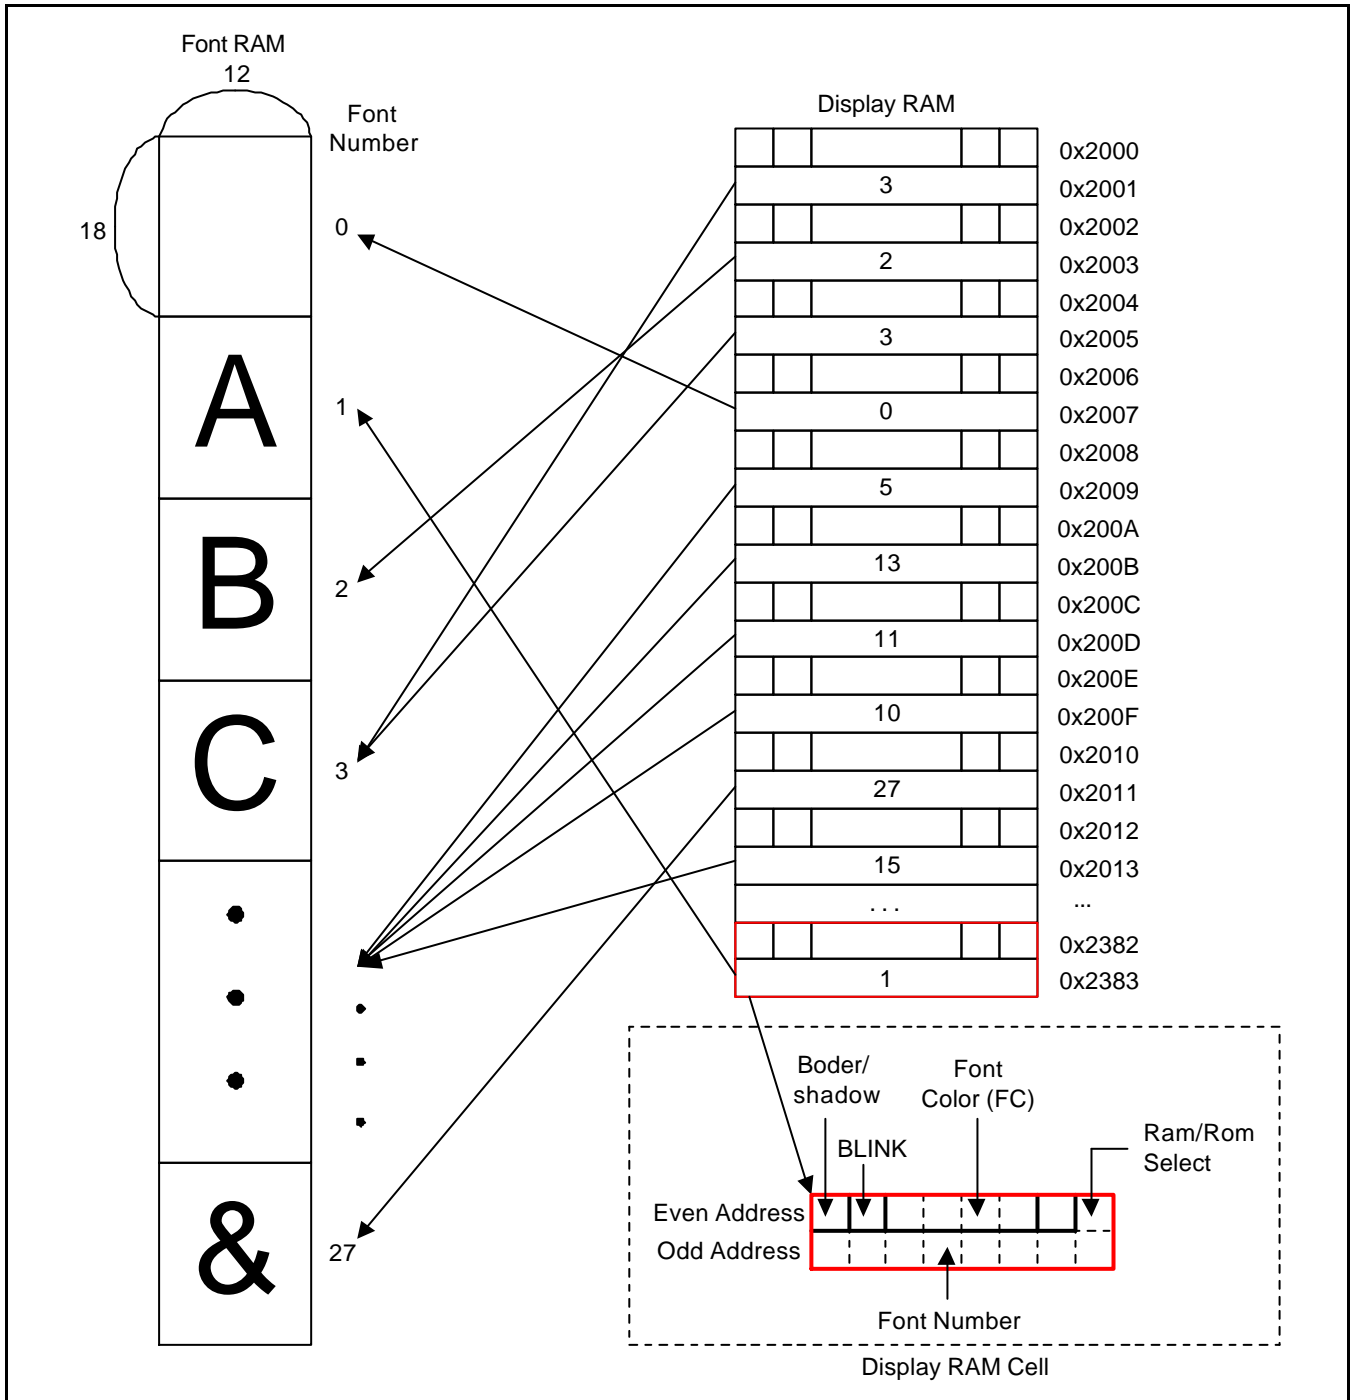 Font RAM
12
Font
Number
18
0
A
1
B
2
C
3
&
27
Display RAM
0x2000
3
0x2001
0x2002
2
0x2003
0x2004
3
0x2005
0x2006
0
0x2007
0x2008
5
0x2009
0x200A
13
0x200B
0x200C
11
0x200D
0x200E
10
0x200F
0x2010
27
0x2011
0x2012
15
0x2013
. . .
...
0x2382
1
0x2383
Boder/
shadow
BLINK
Font
Color (FC)
Ram/Rom
Select
Even Address
Odd Address
Font Number
Display RAM Cell